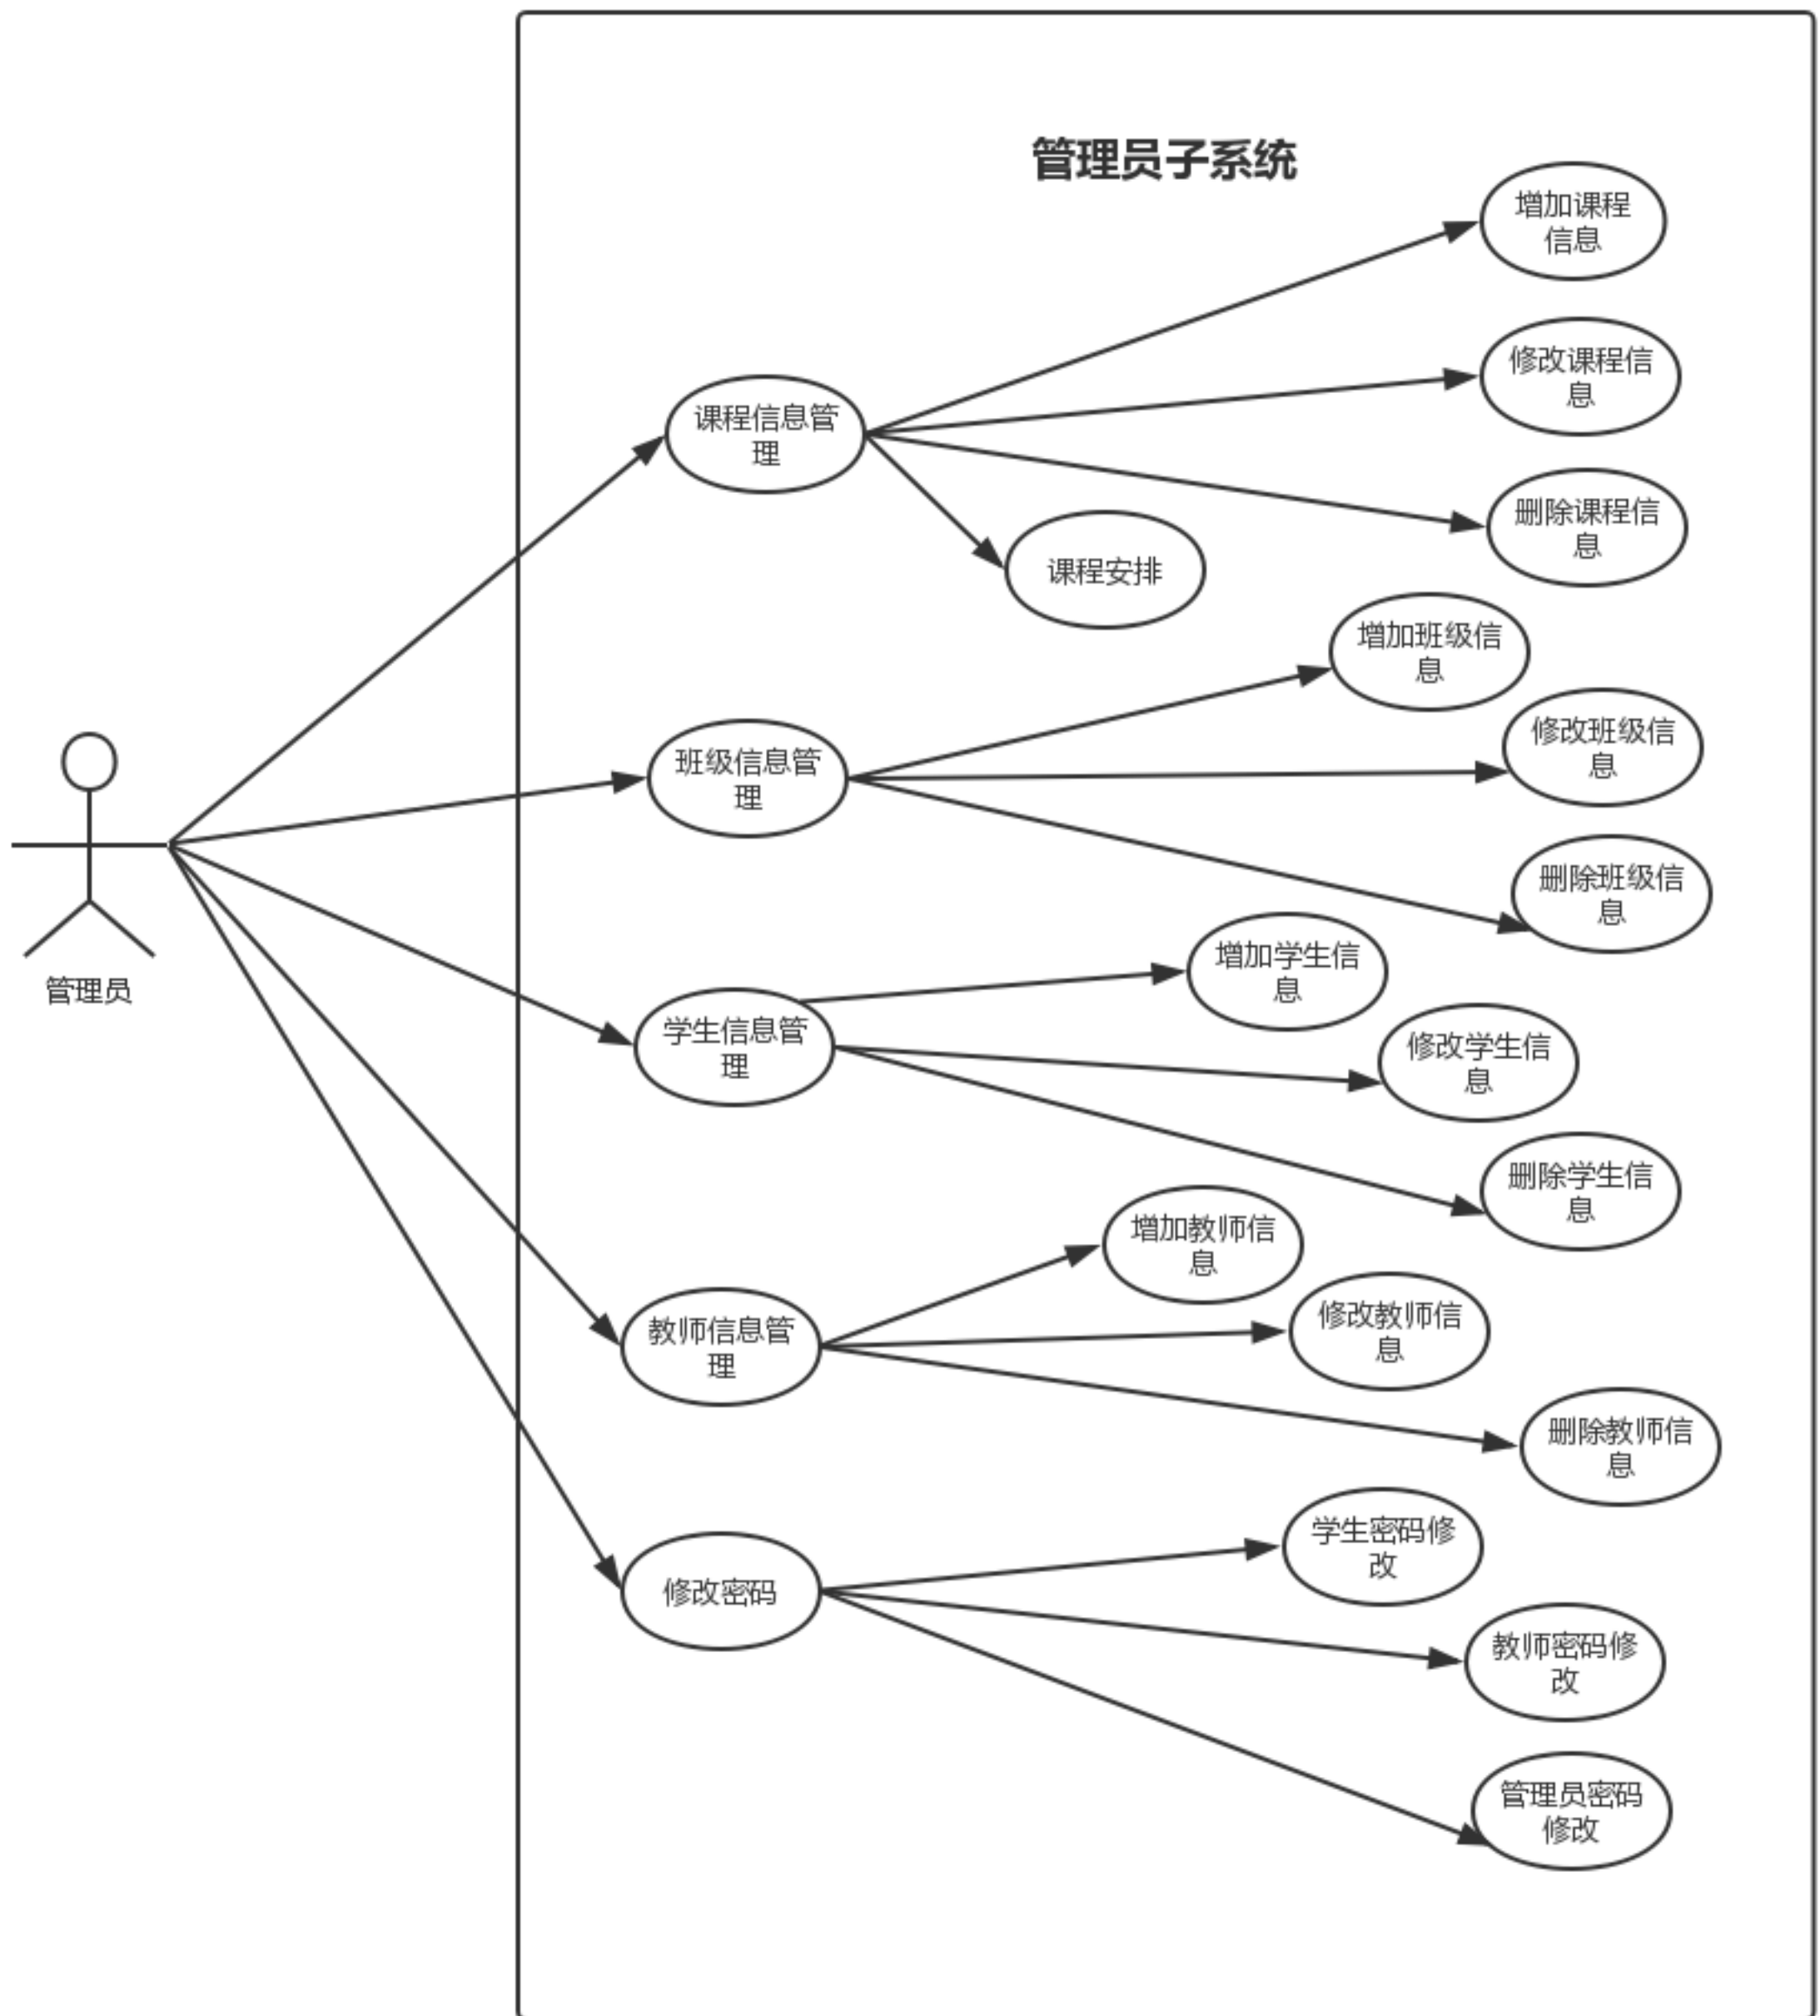 管理员子系统
增加课程
信息
修改课程信
息
课程信息管
理
删除课程信
息
课程安排
增加班级信
息
修改班级信
息
班级信息管
理
删除班级信
息
管理员
增加学生信
息
学生信息管
理
修改学生信
息
删除学生信
息
增加教师信
息
修改教师信
息
教师信息管
理
删除教师信
息
学生密码修
改
修改密码
教师密码修
改
管理员密码
修改